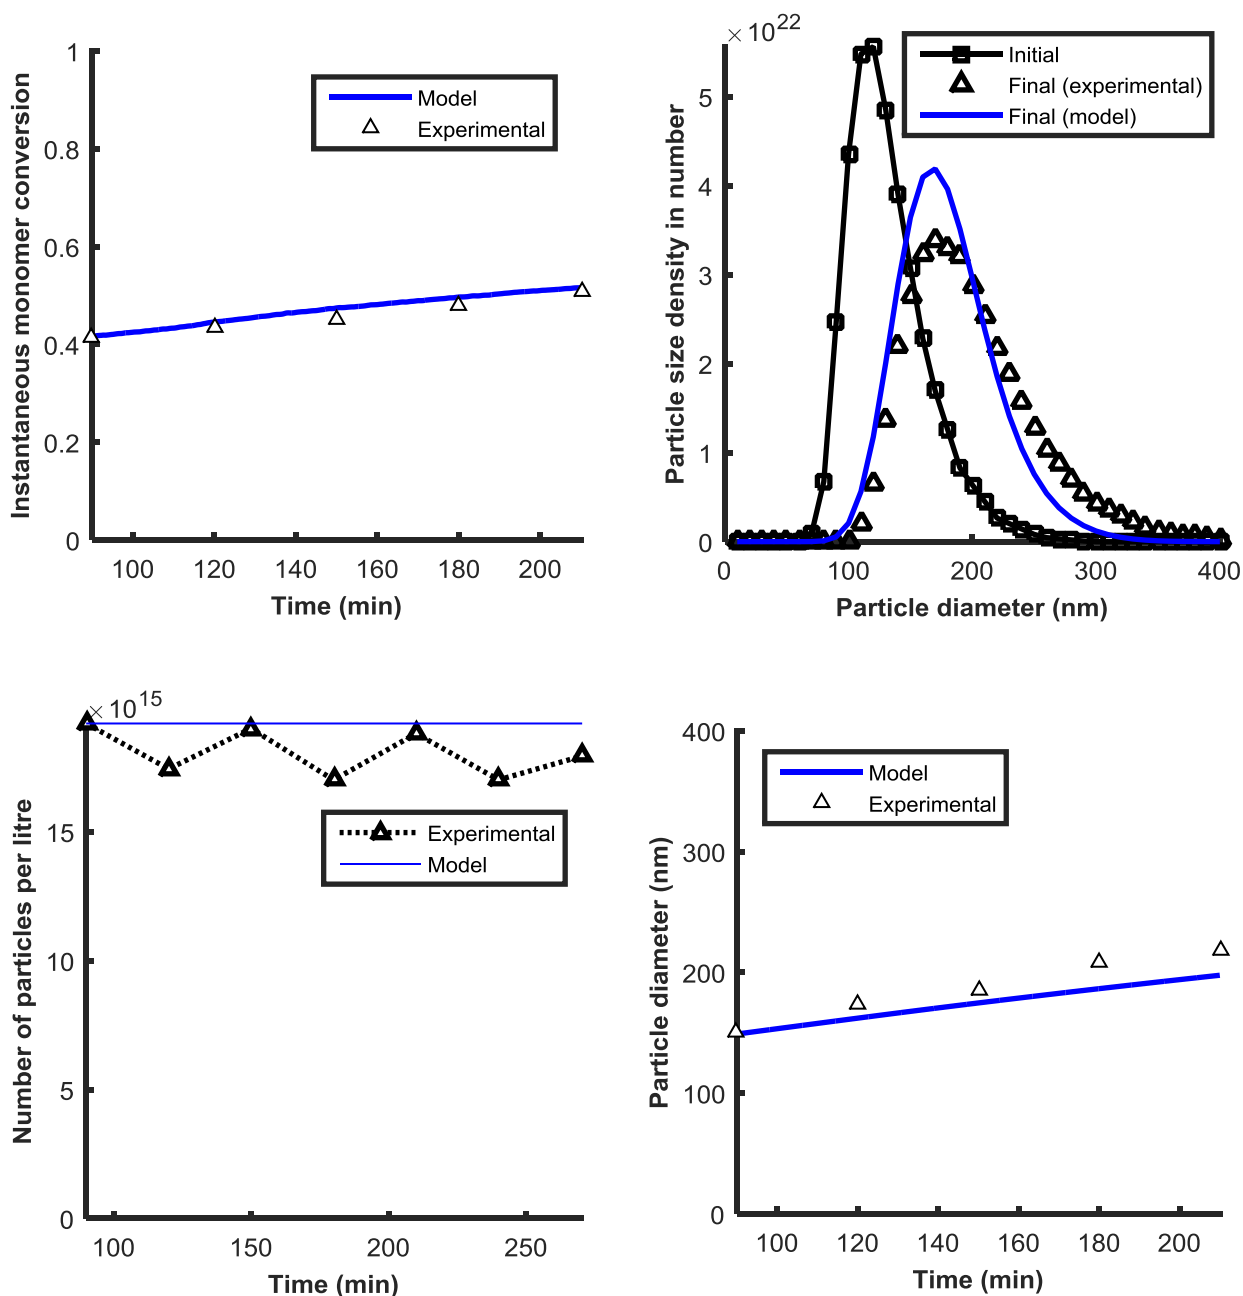 Instantaneous monomer conversion
1
0.8
0.6
0.4
0.2
0
Model
Experimental
100
120
140
160
180
200
Time (min)
× 10^22
Particle size density in number
5
4
3
2
1
0
Initial
Final (experimental)
Final (model)
0
100
200
300
400
Particle diameter (nm)
× 10^15
Number of particles per litre
15
10
5
0
Experimental
Model
100
150
200
250
Time (min)
Particle diameter (nm)
400
300
200
100
0
Model
Experimental
100
120
140
160
180
200
Time (min)